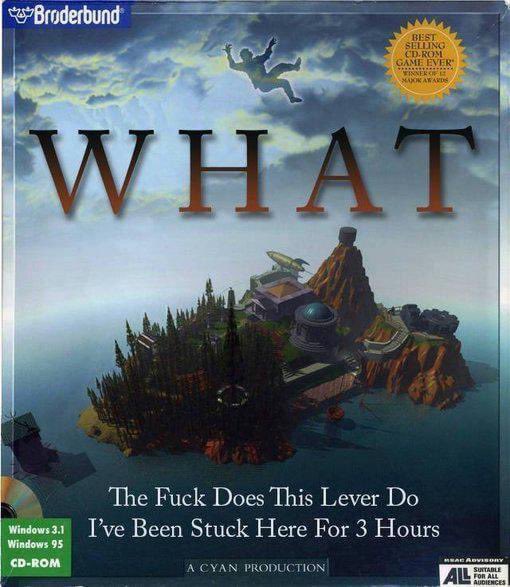 Brøderbund®
BEST
SELLING
CD-ROM
GAME EVER*
WINNER OF 12
MAJOR AWARDS
WHAT
The Fuck Does This Lever Do
I've Been Stuck Here For 3 Hours
Windows 3.1
Windows 95
CD-ROM
A CYAN PRODUCTION
RSAC ADVISORY
ALL
SUITABLE
FOR ALL
AUDIENCES